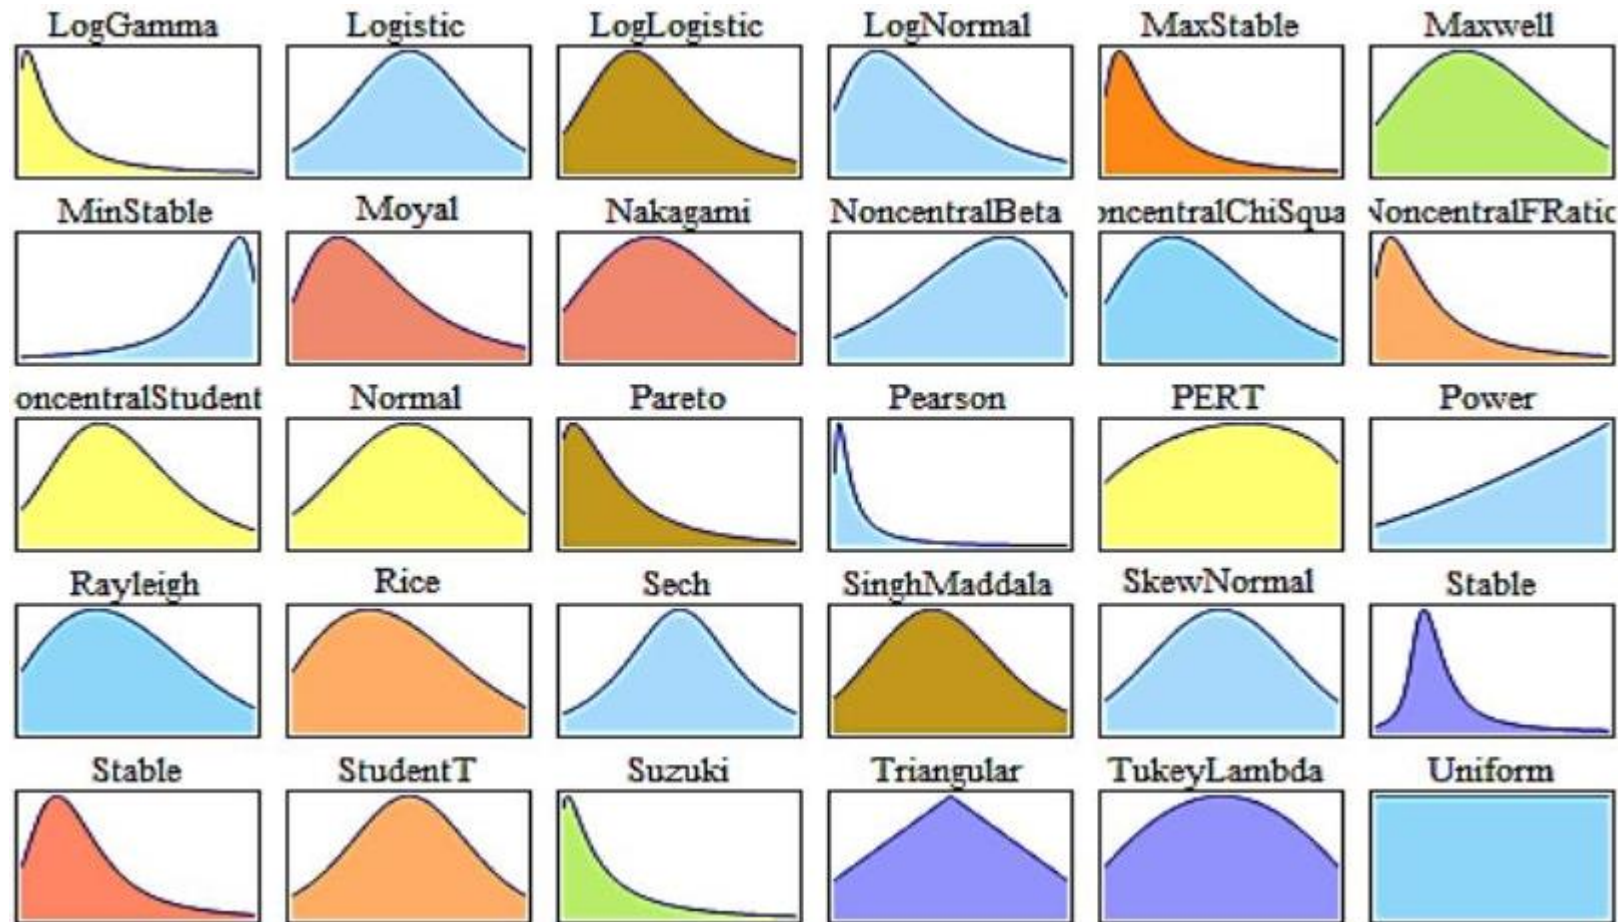 LogGamma Logistic LogLogistic LogNormal MaxStable Maxwell
MinStable Moyal Nakagami NoncentralBeta oncentralChiSqua NoncentralFRatio
oncentralStudent Normal Pareto Pearson PERT Power
Rayleigh Rice Sech SinghMaddala SkewNormal Stable
Stable StudentT Suzuki Triangular TukeyLambda Uniform